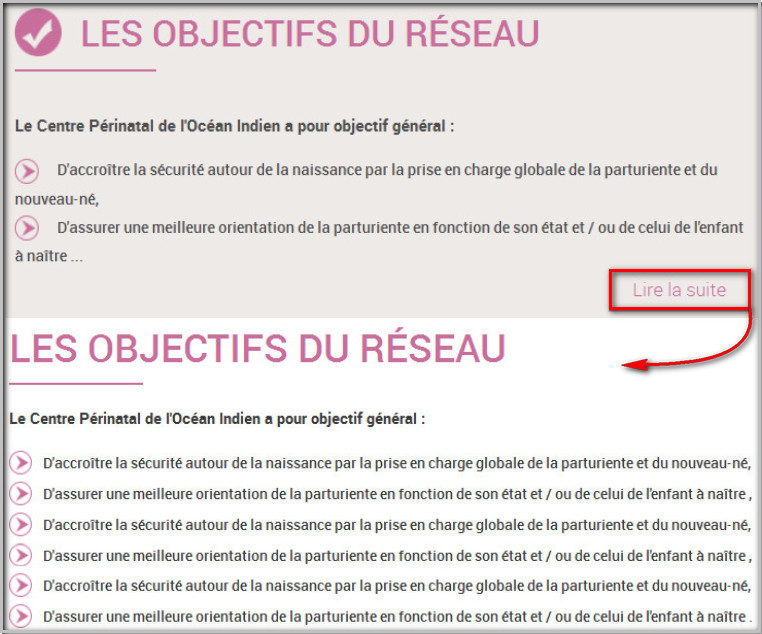 LES OBJECTIFS DU RÉSEAU
Le Centre Périnatal de l'Océan Indien a pour objectif général :
D'accroître la sécurité autour de la naissance par la prise en charge globale de la parturiente et du
nouveau-né,
D'assurer une meilleure orientation de la parturiente en fonction de son état et / ou de celui de l'enfant
à naître ...
Lire la suite
LES OBJECTIFS DU RÉSEAU
Le Centre Périnatal de l'Océan Indien a pour objectif général :
D'accroître la sécurité autour de la naissance par la prise en charge globale de la parturiente et du nouveau-né,
D'assurer une meilleure orientation de la parturiente en fonction de son état et / ou de celui de l'enfant à naître ,
D'accroître la sécurité autour de la naissance par la prise en charge globale de la parturiente et du nouveau-né,
D'assurer une meilleure orientation de la parturiente en fonction de son état et / ou de celui de l'enfant à naître ,
D'accroître la sécurité autour de la naissance par la prise en charge globale de la parturiente et du nouveau-né,
D'assurer une meilleure orientation de la parturiente en fonction de son état et / ou de celui de l'enfant à naître .